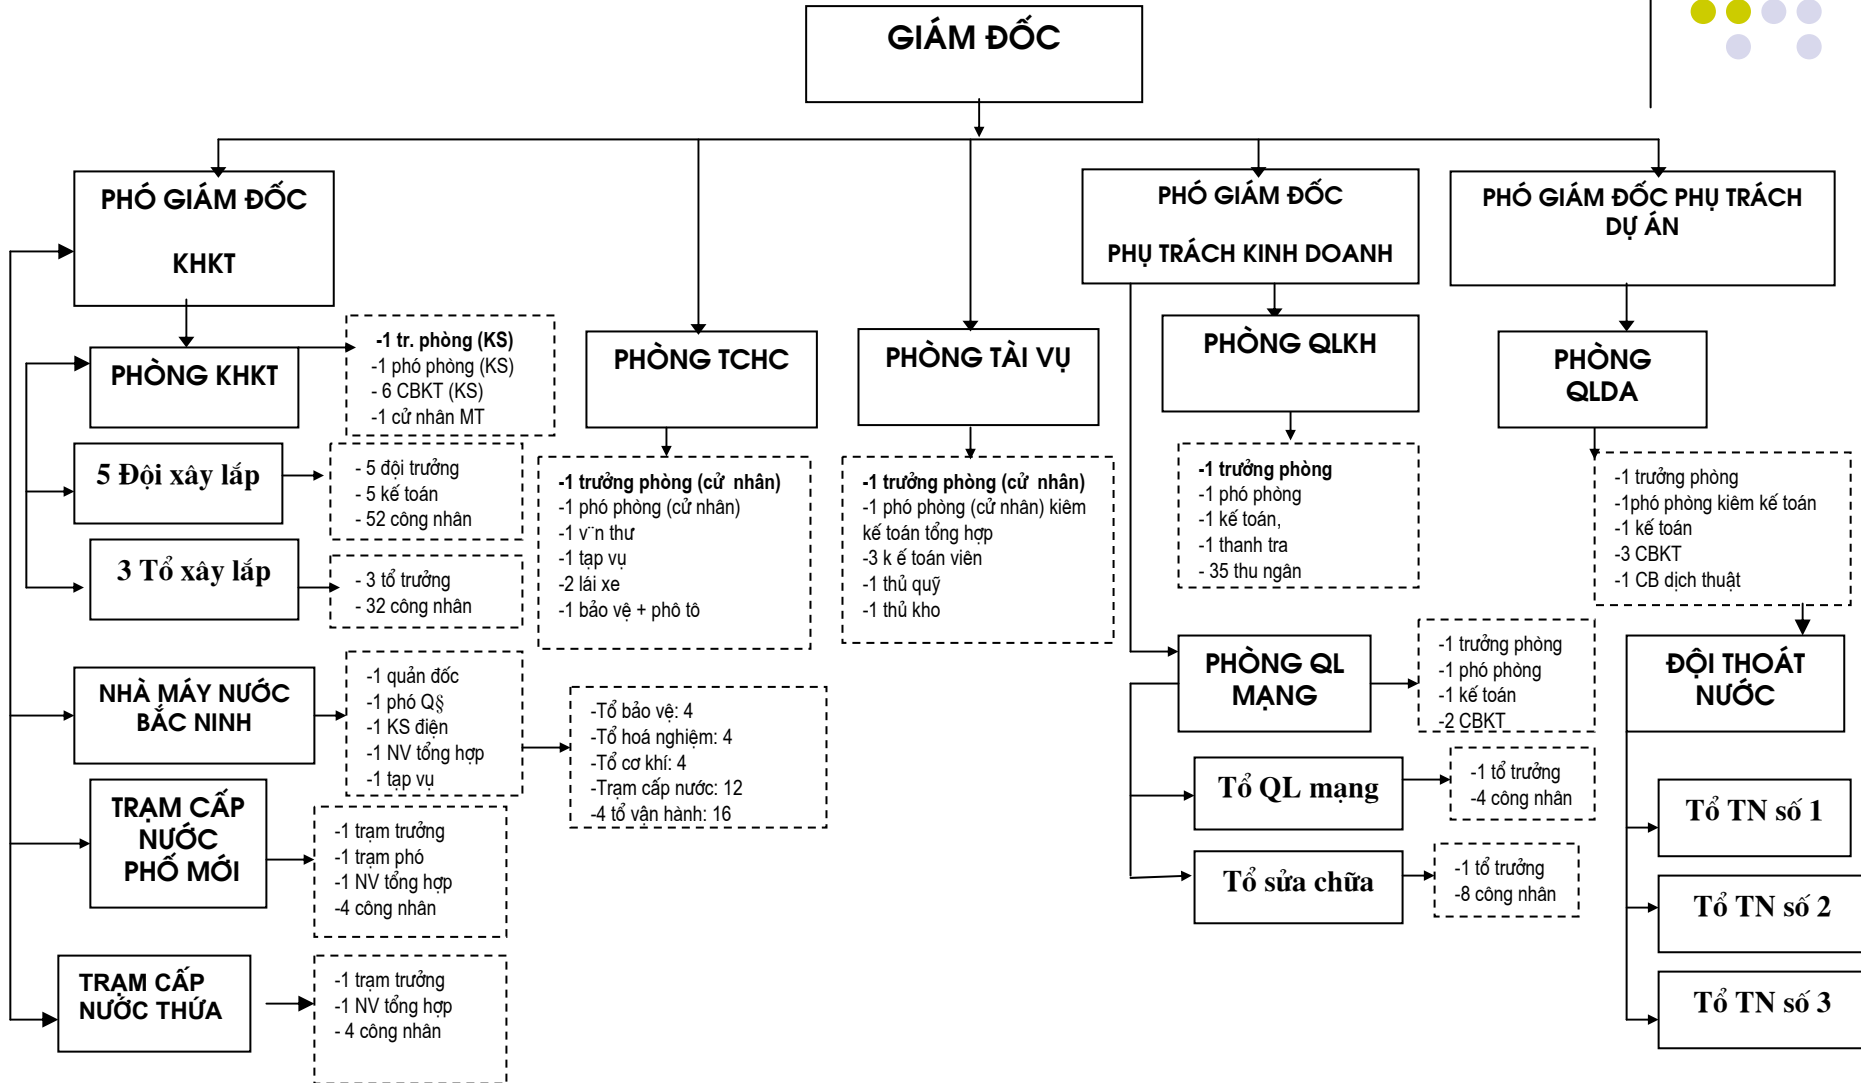 GIÁM ĐỐC
PHÓ GIÁM ĐỐC
KHKT
PHÓ GIÁM ĐỐC
PHỤ TRÁCH KINH DOANH
PHÓ GIÁM ĐỐC PHỤ TRÁCH
DỰ ÁN
PHÒNG KHKT
-1 tr. phòng (KS)
-1 phó phòng (KS)
- 6 CBKT (KS)
-1 cử nhân MT
PHÒNG TCHC
PHÒNG TÀI VỤ
PHÒNG QLKH
PHÒNG
QLDA
5 Đội xây lắp
- 5 đội trưởng
- 5 kế toán
- 52 công nhân
3 Tổ xây lắp
- 3 tổ trưởng
- 32 công nhân
-1 trưởng phòng (cử nhân)
-1 phó phòng (cử nhân)
-1 v¨n thư
-1 tạp vụ
-2 lái xe
-1 bảo vệ + phô tô
-1 trưởng phòng (cử nhân)
-1 phó phòng (cử nhân) kiêm
kế toán tổng hợp
-3 k ế toán viên
-1 thủ quỹ
-1 thủ kho
-1 trưởng phòng
-1 phó phòng
-1 kế toán,
-1 thanh tra
- 35 thu ngân
-1 trưởng phòng
-1phó phòng kiêm kế toán
-1 kế toán
-3 CBKT
-1 CB dịch thuật
NHÀ MÁY NƯỚC
BẮC NINH
-1 quản đốc
-1 phó Q§
-1 KS điện
-1 NV tổng hợp
-1 tạp vụ
-Tổ bảo vệ: 4
-Tổ hoá nghiệm: 4
-Tổ cơ khí: 4
-Trạm cấp nước: 12
-4 tổ vận hành: 16
PHÒNG QL
MẠNG
-1 trưởng phòng
-1 phó phòng
-1 kế toán
-2 CBKT
ĐỘI THOÁT
NƯỚC
TRẠM CẤP
NƯỚC
PHỐ MỚI
-1 trạm trưởng
-1 trạm phó
-1 NV tổng hợp
-4 công nhân
Tổ QL mạng
-1 tổ trưởng
-4 công nhân
Tổ TN số 1
Tổ sửa chữa
-1 tổ trưởng
-8 công nhân
Tổ TN số 2
TRẠM CẤP
NƯỚC THỨA
-1 trạm trưởng
-1 NV tổng hợp
- 4 công nhân
Tổ TN số 3